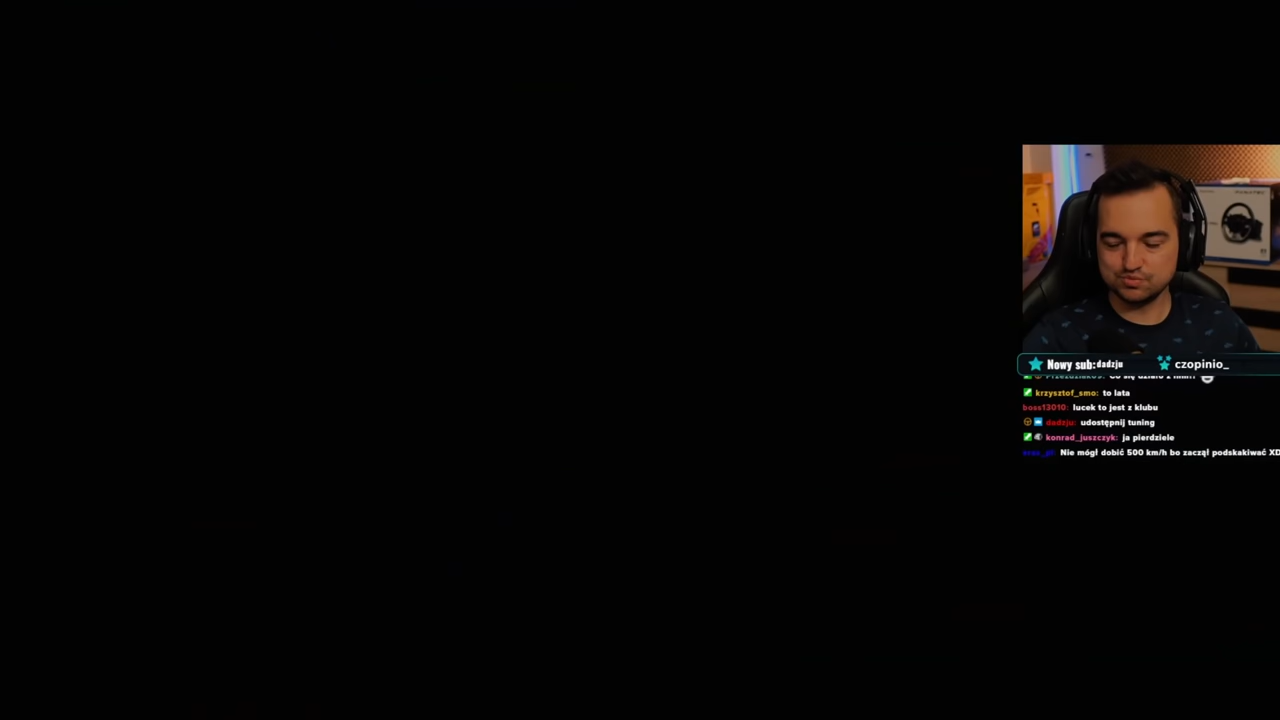 FANATEC
Nowy sub: dadzju czopinio_
krzysztof_smo: to lata
boss13010: lucek to jest z klubu
dadzju: udostępnij tuning
konrad_juszczyk: ja pierdziele
Nie mógł dobić 500 km/h bo zaczął podskakiwać XD